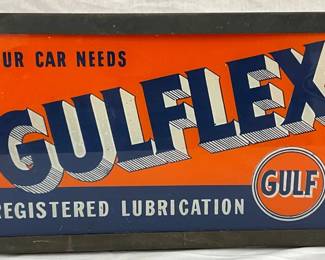 UR CAR NEEDS
GULFLEX
REGISTERED LUBRICATION
GULF